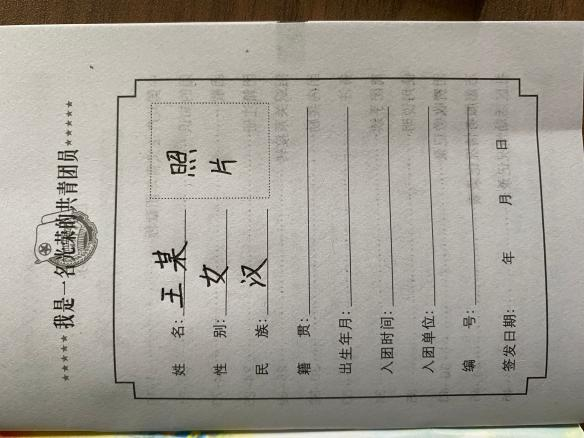 ★★★★★ 我是一名光荣的共青团员 ★★★★★
姓 名: 王某
照片
性 别: 女
民 族: 汉
籍 贯:
出生年月:
入团时间:
入团单位:
编 号:
签发日期: 年 月 日